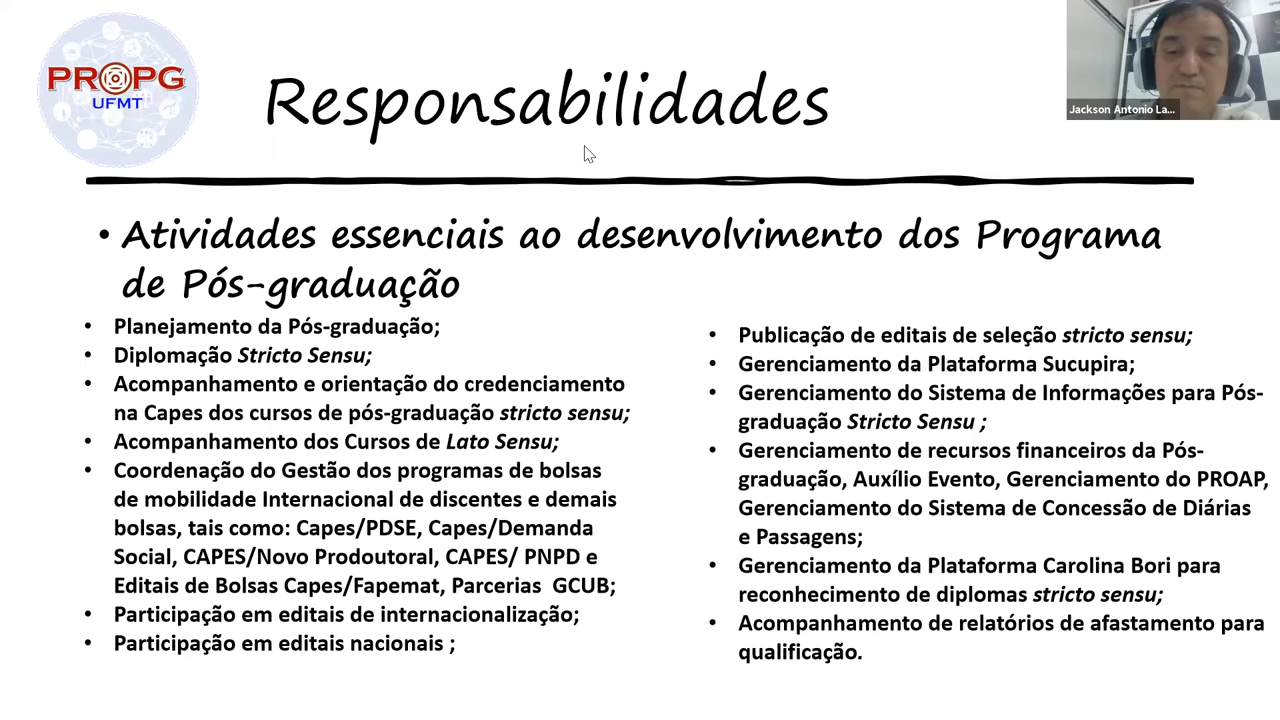 PROPG
UFMT
Responsabilidades
Jackson Antonio La...
• Atividades essenciais ao desenvolvimento dos Programa
de Pós-graduação
• Planejamento da Pós-graduação;
• Diplomação Stricto Sensu;
• Acompanhamento e orientação do credenciamento
na Capes dos cursos de pós-graduação stricto sensu;
• Acompanhamento dos Cursos de Lato Sensu;
• Coordenação do Gestão dos programas de bolsas
de mobilidade Internacional de discentes e demais
bolsas, tais como: Capes/PDSE, Capes/Demanda
Social, CAPES/Novo Prodoutoral, CAPES/ PNPD e
Editais de Bolsas Capes/Fapemat, Parcerias GCUB;
• Participação em editais de internacionalização;
• Participação em editais nacionais ;
• Publicação de editais de seleção stricto sensu;
• Gerenciamento da Plataforma Sucupira;
• Gerenciamento do Sistema de Informações para Pós-
graduação Stricto Sensu ;
• Gerenciamento de recursos financeiros da Pós-
graduação, Auxílio Evento, Gerenciamento do PROAP,
Gerenciamento do Sistema de Concessão de Diárias
e Passagens;
• Gerenciamento da Plataforma Carolina Bori para
reconhecimento de diplomas stricto sensu;
• Acompanhamento de relatórios de afastamento para
qualificação.